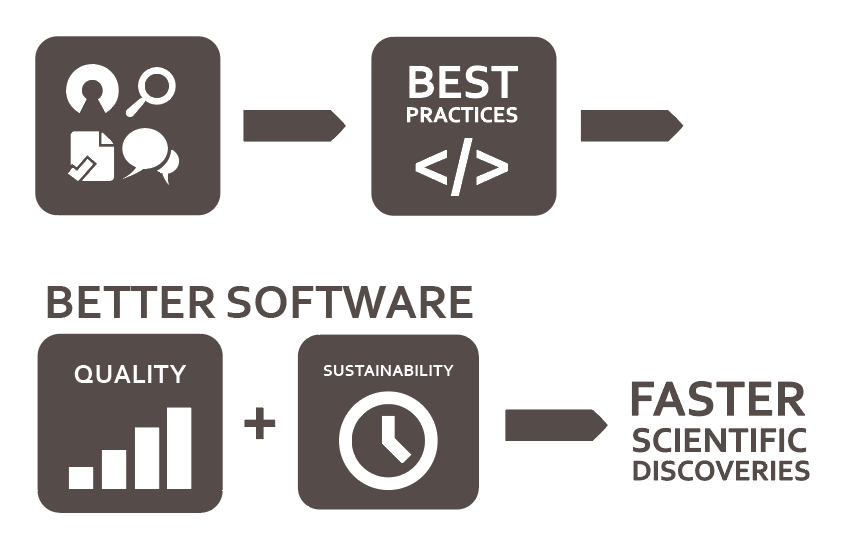 BEST
PRACTICES
</>
BETTER SOFTWARE
QUALITY
+
SUSTAINABILITY
FASTER
SCIENTIFIC
DISCOVERIES